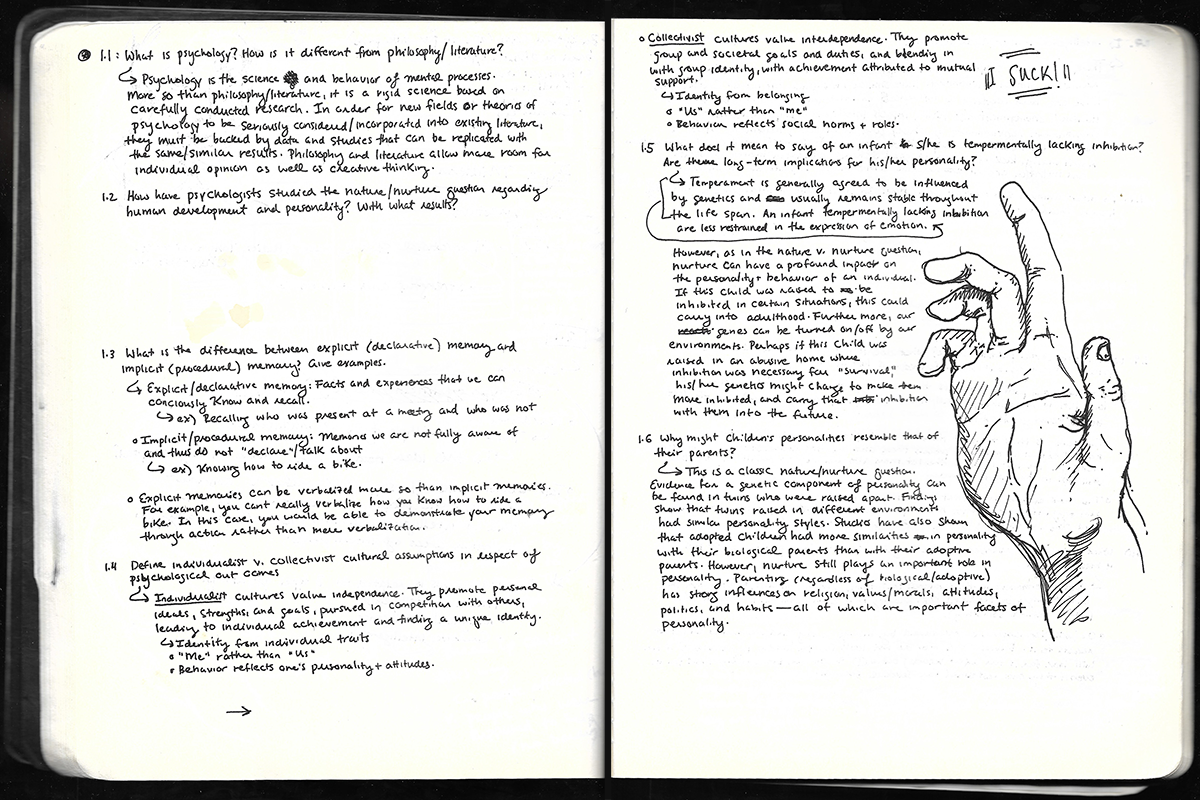 1.1: What is psychology? How is it different from philosophy/literature?
↳ Psychology is the science and behavior of mental processes.
More so than philosophy/literature, it is a rigid science based on
carefully conducted research. In order for new fields or theories of
psychology to be seriously considered/incorporated into existing literature,
they must be backed by data and studies that can be replicated with
the same/similar results. Philosophy and literature allow more room for
individual opinion as well as creative thinking.
1.2 How have psychologists studied the nature/nurture question regarding
human development and personality? With what results?
1.3 What is the difference between explicit (declarative) memory and
implicit (procedural) memory? Give examples.
↳ Explicit/declarative memory: Facts and experiences that we can
conciously know and recall.
↳ ex) Recalling who was present at a meeting and who was not
o Implicit/procedural memory: Memories we are not fully aware of
and thus do not "declare"/talk about
↳ ex) Knowing how to ride a bike.
o Explicit memories can be verbalized more so than implicit memories.
For example, you cant really verbalize how you know how to ride a
bike. In this case, you would be able to demonstrate your memory
through action rather than mere verbalization.
1.4 Define individualist v. collectivist cultural assumptions in respect of
psychological out comes
↳ Individualist cultures value independence. They promote personal
ideals, strengths and goals, pursued in competition with others,
leading to individual achievement and finding a unique identity.
↳ Identity from individual traits
o "Me" rather than "Us"
o Behavior reflects one's personality + attitudes.
→
o Collectivist cultures value interdependence. They promote
group and societal goals and duties, and blending in
with group identity, with achievement attributed to mutual
support.
↳ Identity from belonging
o "Us" rather than "me"
o Behavior reflects social norms + roles.
"I SUCK!"
1.5 What does it mean to say of an infant s/he is tempermentally lacking inhibition?
Are there long-term implications for his/her personality?
↳ Temperament is generally agreed to be influenced
by genetics and usually remains stable throughout
the life span. An infant tempermentally lacking inhibition
are less restrained in the expression of emotion.
However, as in the nature v. nurture question,
nurture can have a profound impact on
the personality + behavior of an individual.
If this child was raised to be
inhibited in certain situations, this could
carry into adulthood. Further more, our
genes can be turned on/off by our
environments. Perhaps if this child was
raised in an abusive home where
inhibition was necessary for "survival,"
his/her genetics might change to make them
more inhibited, and carry that inhibition
with them into the future.
1.6 Why might children's personalities resemble that of
their parents?
↳ This is a classic nature/nurture question.
Evidence for a genetic component of personality can
be found in twins who were raised apart. Findings
show that twins raised in different environments
had similar personality styles. Studies have also shown
that adopted children had more similarities in personality
with their biological parents than with their adoptive
parents. However, nurture still plays an important role in
personality. Parenting (regardless of biological/adoptive)
has strong influences on religion, values/morals, attitudes,
politics, and habits — all of which are important facets of
personality.